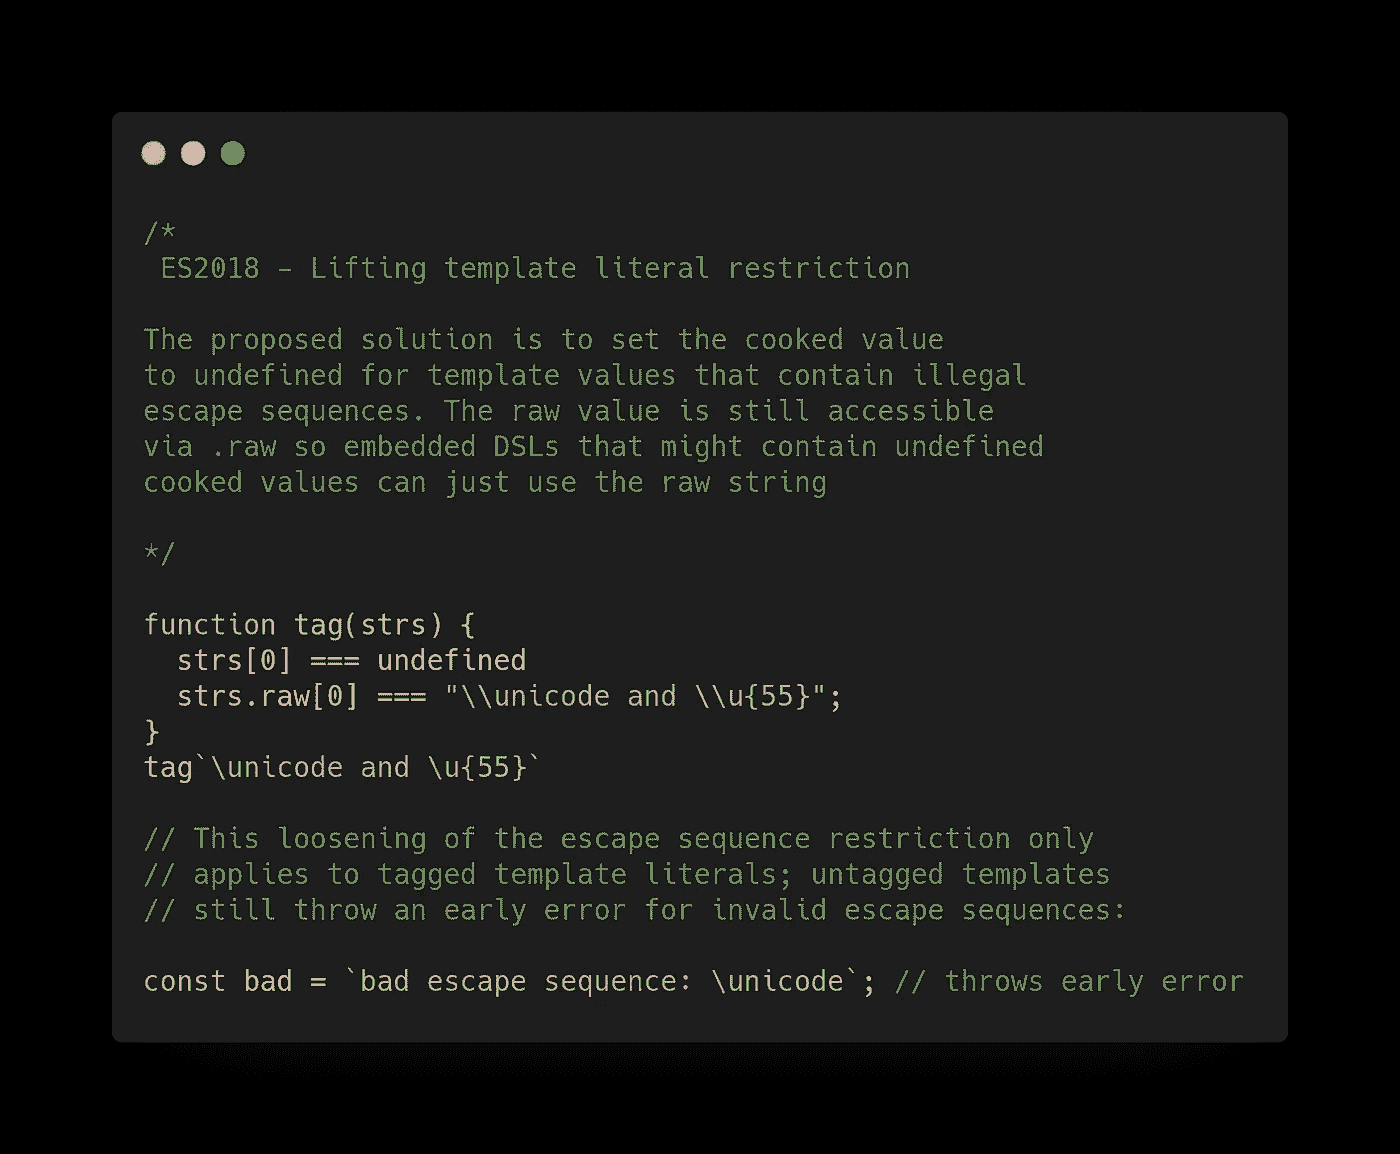 /*
 ES2018 - Lifting template literal restriction

The proposed solution is to set the cooked value
to undefined for template values that contain illegal
escape sequences. The raw value is still accessible
via .raw so embedded DSLs that might contain undefined
cooked values can just use the raw string

*/

function tag(strs) {
  strs[0] === undefined
  strs.raw[0] === "\\unicode and \\u{55}";
}
tag`\unicode and \u{55}`

// This loosening of the escape sequence restriction only
// applies to tagged template literals; untagged templates
// still throw an early error for invalid escape sequences:

const bad = `bad escape sequence: \unicode`; // throws early error